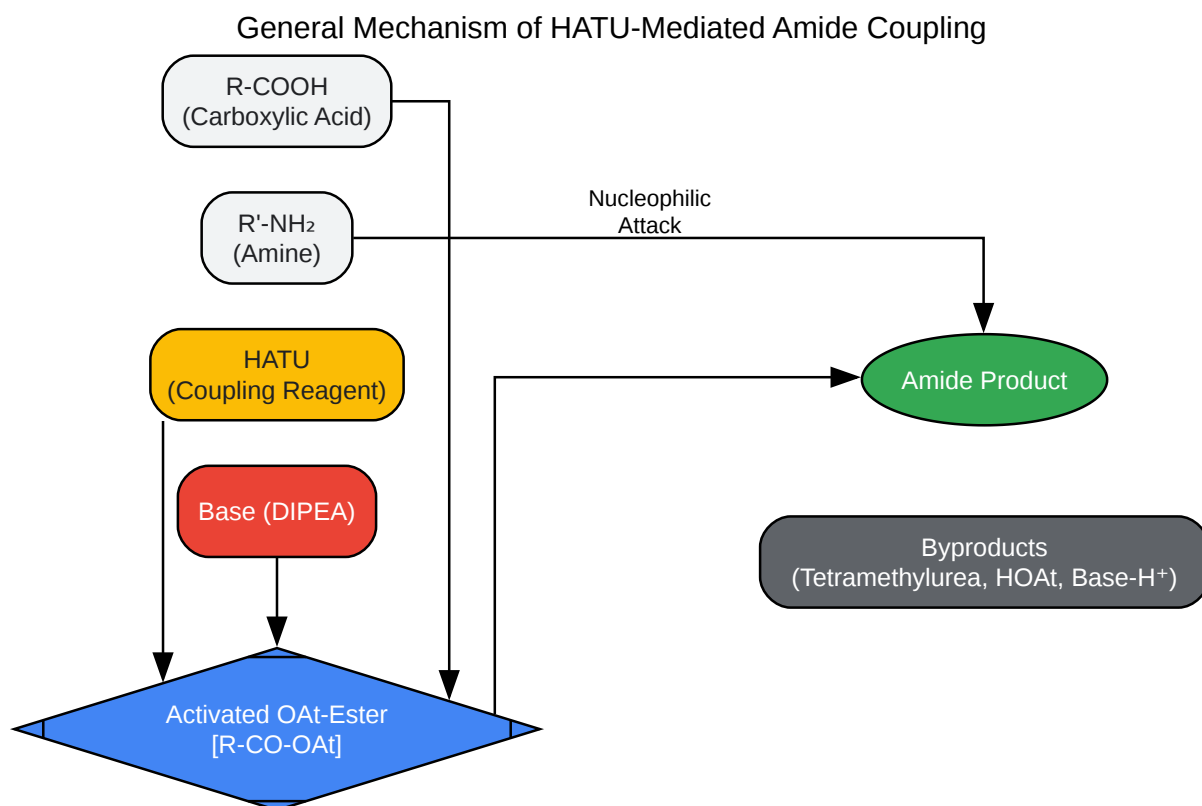 General Mechanism of HATU-Mediated Amide Coupling
R-COOH
(Carboxylic Acid)
R'-NH₂
(Amine)
Nucleophilic
Attack
HATU
(Coupling Reagent)
Amide Product
Base (DIPEA)
Byproducts
(Tetramethylurea, HOAt, Base-H⁺)
Activated OAt-Ester
[R-CO-OAt]